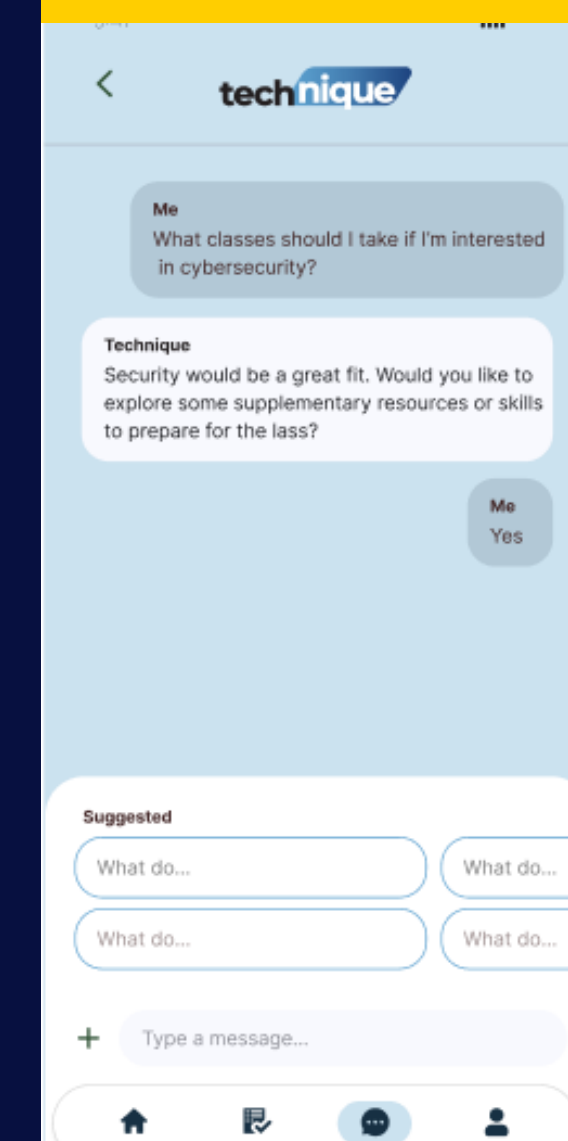 technique
Me
What classes should I take if I'm interested
in cybersecurity?
Technique
Security would be a great fit. Would you like to
explore some supplementary resources or skills
to prepare for the lass?
Me
Yes
Suggested
What do...
What do...
What do...
What do...
Type a message...